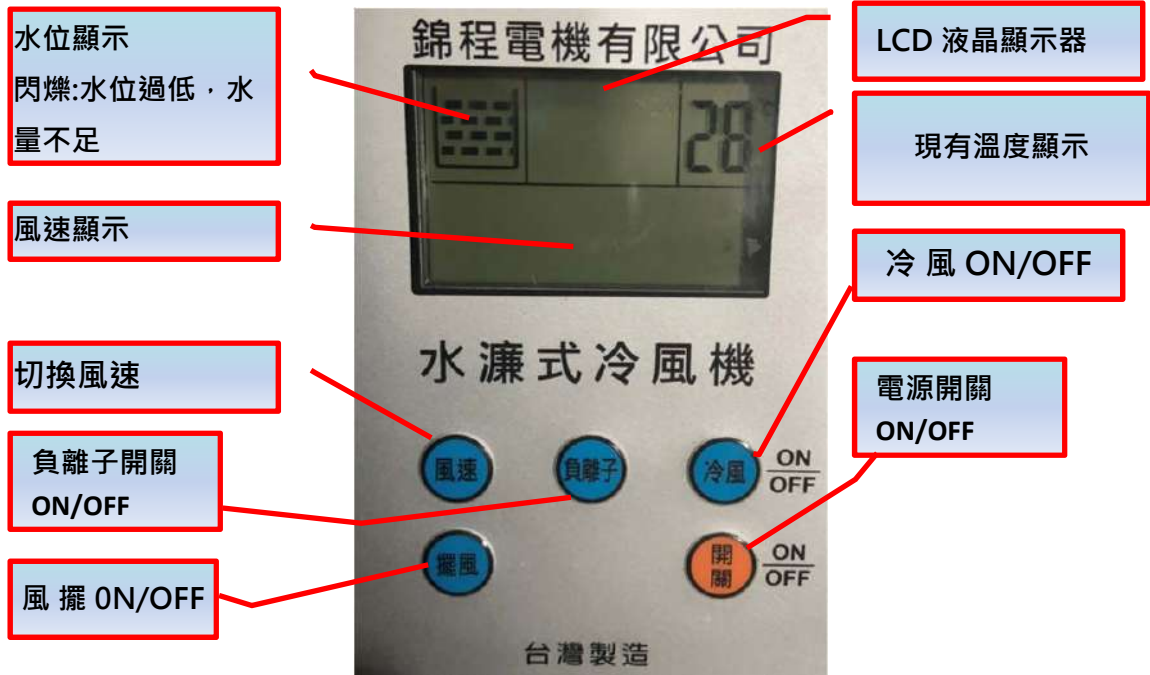 水位顯示
閃爍:水位過低，水
量不足
風速顯示
切換風速
負離子開關
ON/OFF
風 擺 0N/OFF
錦程電機有限公司
28
水濂式冷風機
風速
負離子
冷風
ON
OFF
擺風
開
關
ON
OFF
台灣製造
LCD 液晶顯示器
現有溫度顯示
冷 風 ON/OFF
電源開關
ON/OFF